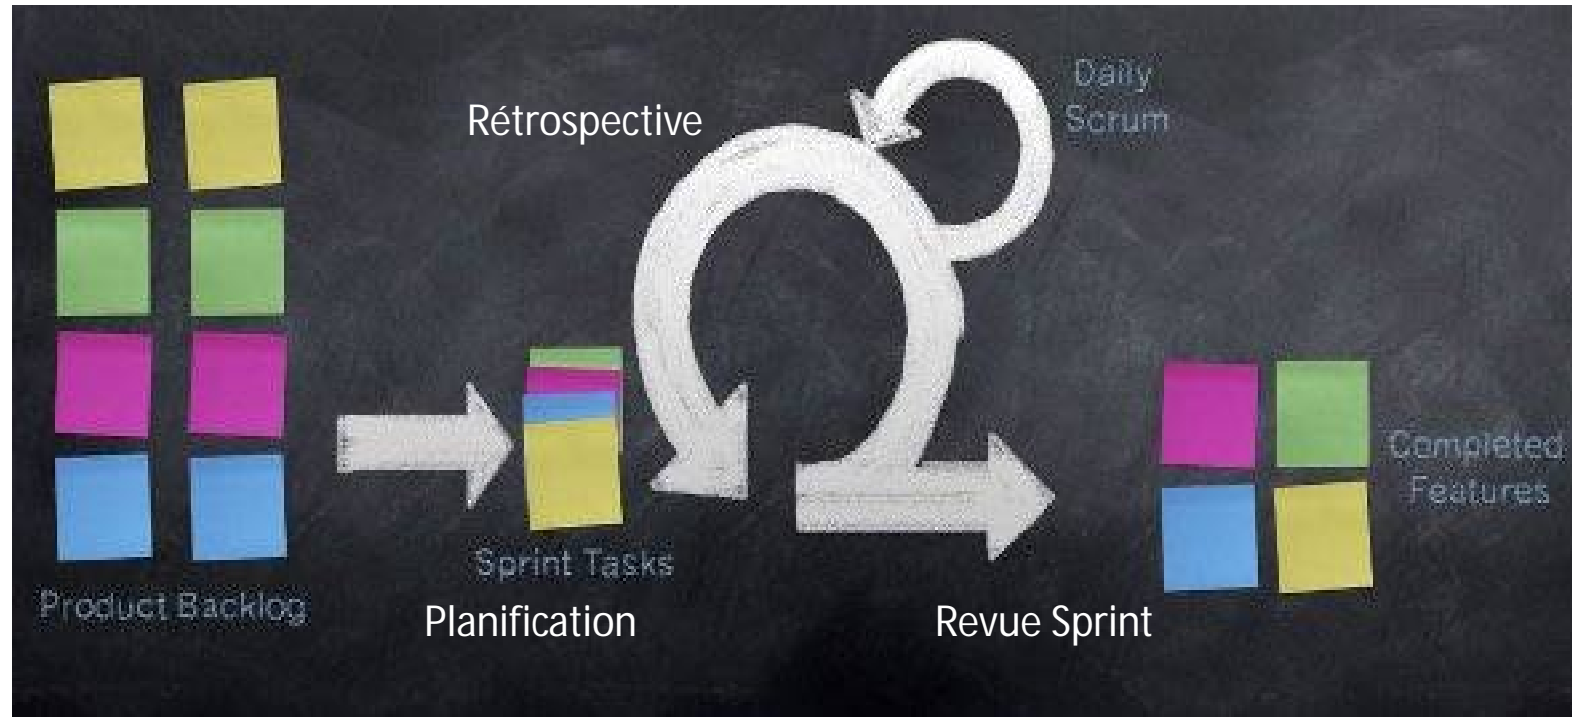 Daily
Scrum
Rétrospective
Completed
Features
Sprint Tasks
Product Backlog
Planification
Revue Sprint